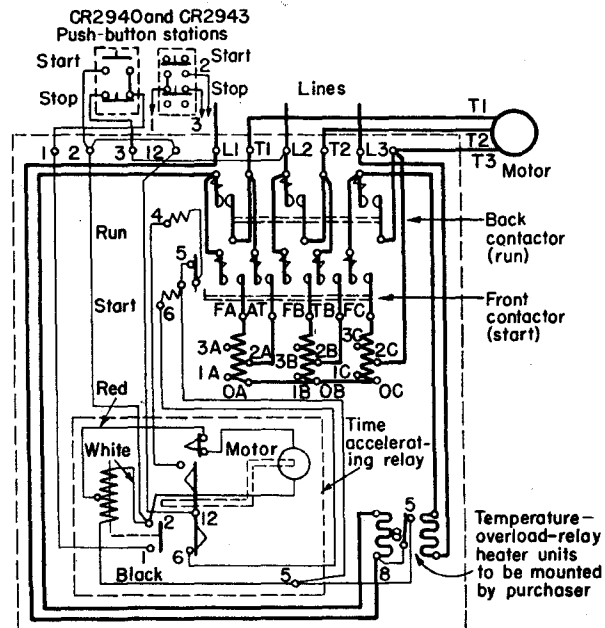 CR2940 and CR2943
Push-button stations
Start
Stop
2 Start
Stop
1
3
Lines
T1
T2
T3
Motor
1 2 3 12 L1 T1 L2 T2 L3
Run
4
5
Back
contactor
(run)
Start
6
FA AT FB TB FC
Front
contactor
(start)
3A 2A 3B 2B 3C 2C
1A 0A 1B 0B 1C 0C
Red
White
Motor
Time
accelerat-
ing relay
2
12
1
6
Black
5
5
8
8
Temperature-
overload-relay
heater units
to be mounted
by purchaser